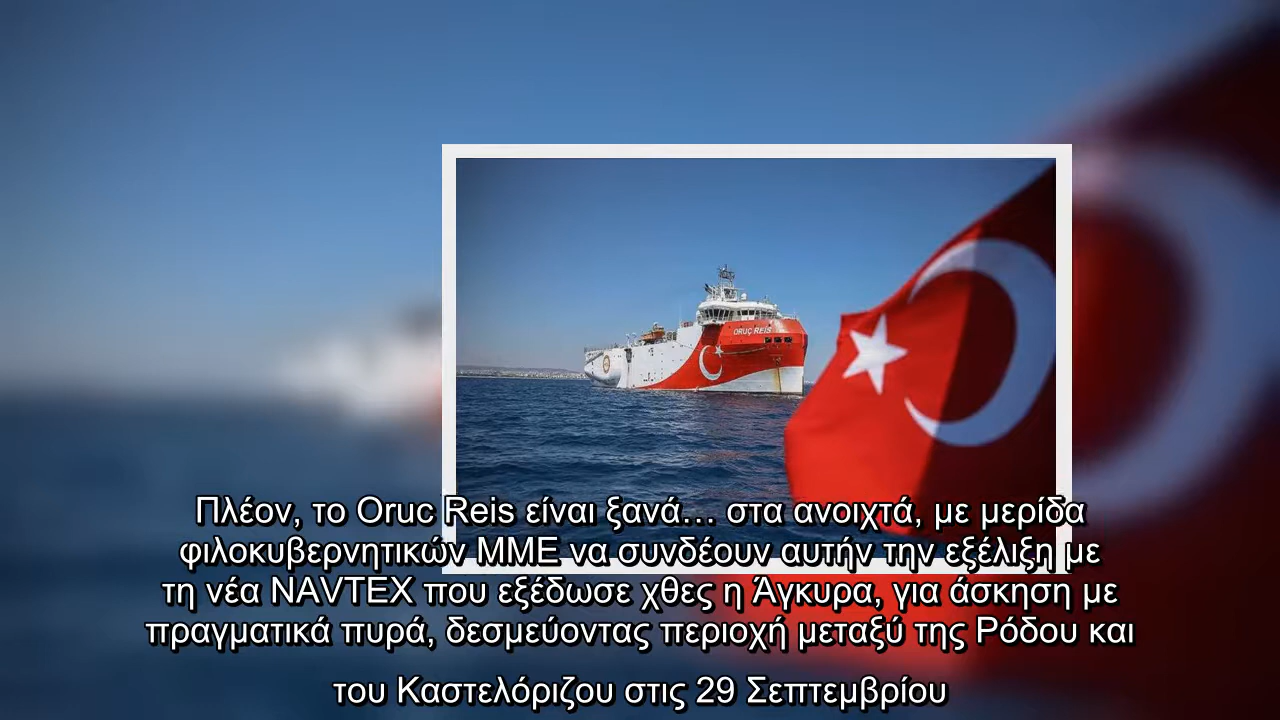 ORUÇ REIS
Πλέον, το Oruc Reis είναι ξανά… στα ανοιχτά, με μερίδα
φιλοκυβερνητικών ΜΜΕ να συνδέουν αυτήν την εξέλιξη με
τη νέα NAVTEX που εξέδωσε χθες η Άγκυρα, για άσκηση με
πραγματικά πυρά, δεσμεύοντας περιοχή μεταξύ της Ρόδου και
του Καστελόριζου στις 29 Σεπτεμβρίου